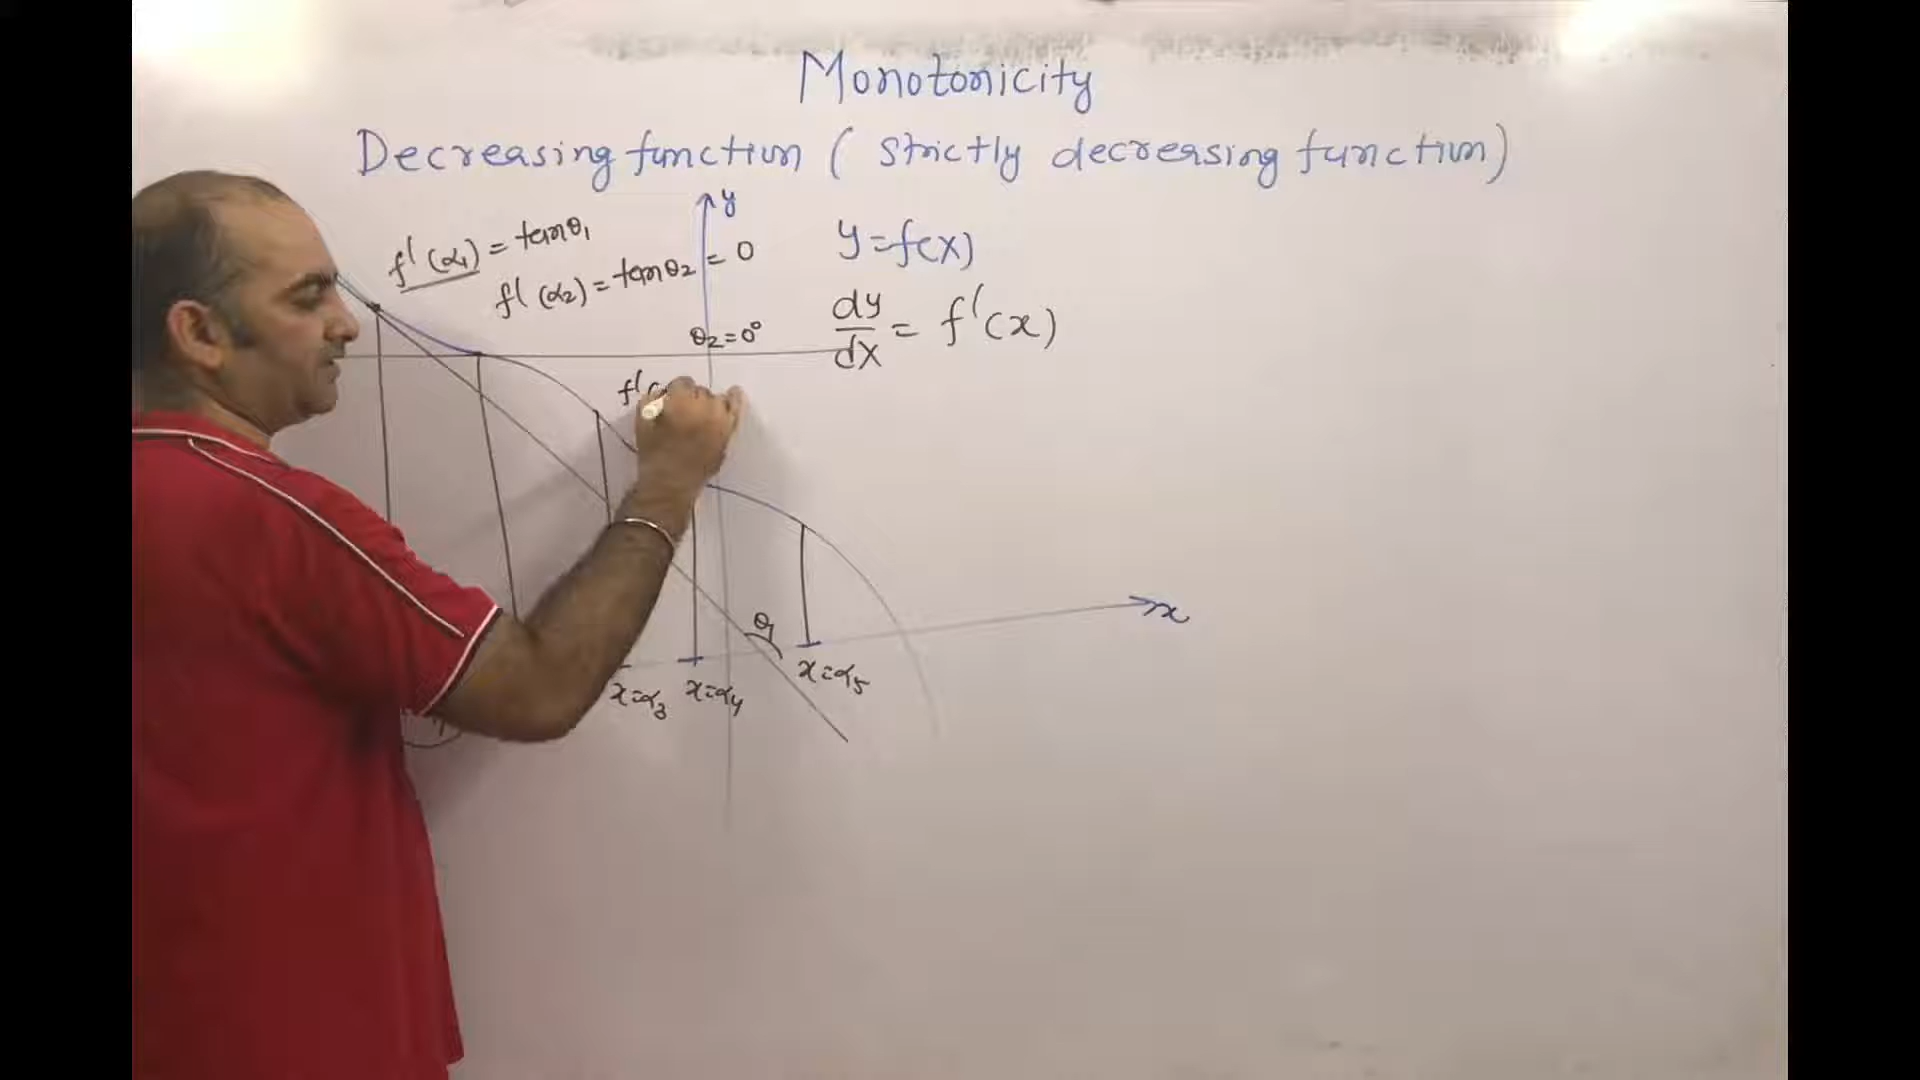 Monotonicity
Decreasing function ( strictly decreasing function)
y
f'(α1) = tanθ1
y=f(x)
f'(α2) = tanθ2 = 0
dy/dx = f'(x)
θ2=0°
f'(
θ1
x
x=α3 x=α4 x=α5